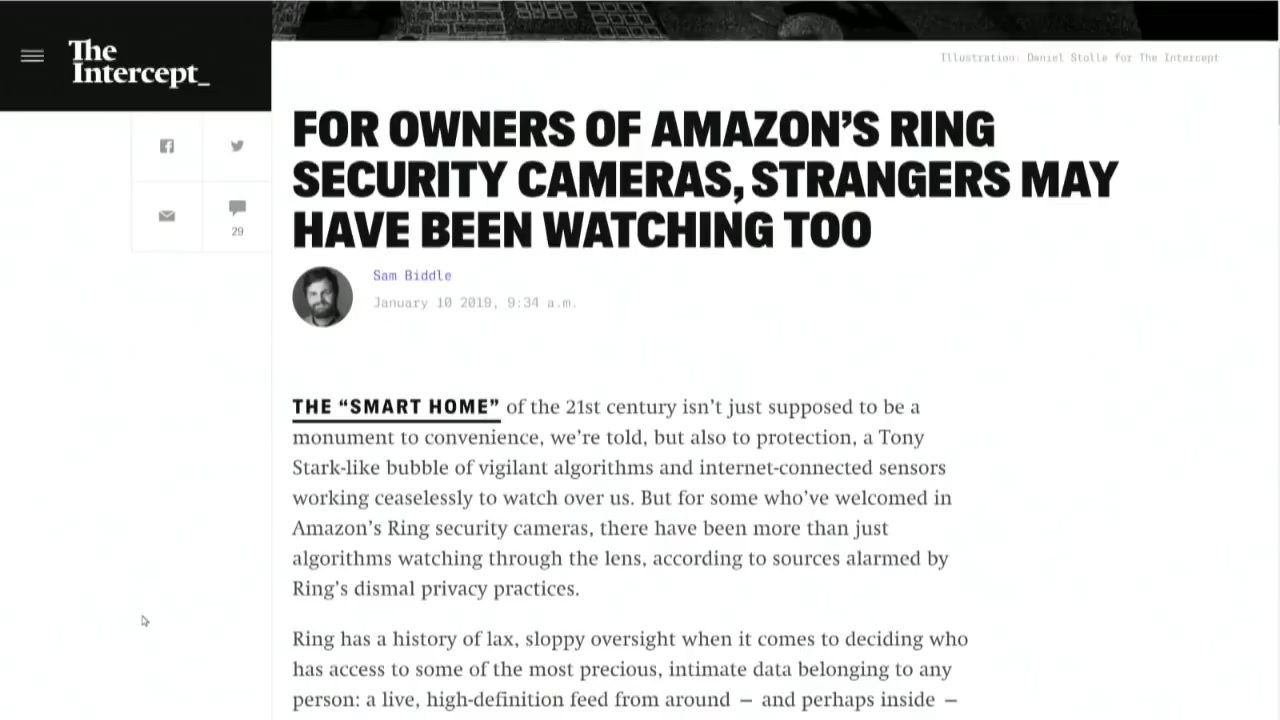 The
Intercept_
Illustration: Daniel Stolle for The Intercept
FOR OWNERS OF AMAZON’S RING
SECURITY CAMERAS, STRANGERS MAY
HAVE BEEN WATCHING TOO
29
Sam Biddle
January 10 2019, 9:34 a.m.
THE “SMART HOME” of the 21st century isn’t just supposed to be a
monument to convenience, we’re told, but also to protection, a Tony
Stark-like bubble of vigilant algorithms and internet-connected sensors
working ceaselessly to watch over us. But for some who’ve welcomed in
Amazon’s Ring security cameras, there have been more than just
algorithms watching through the lens, according to sources alarmed by
Ring’s dismal privacy practices.
Ring has a history of lax, sloppy oversight when it comes to deciding who
has access to some of the most precious, intimate data belonging to any
person: a live, high-definition feed from around — and perhaps inside —